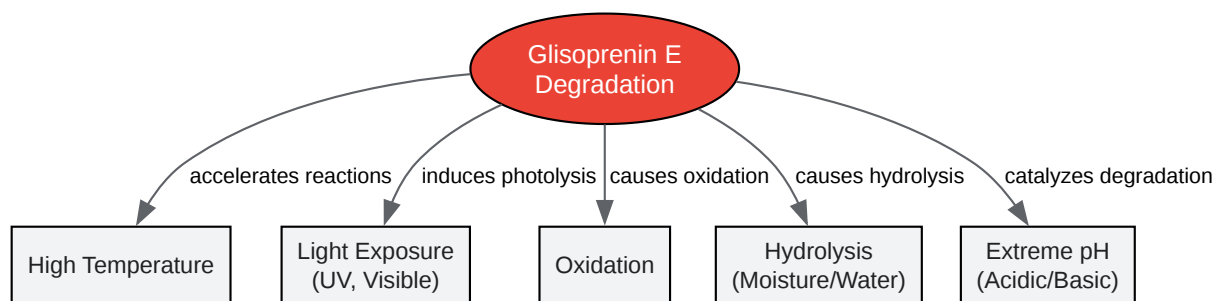 Glisoprenin E
Degradation
accelerates reactions
induces photolysis
causes oxidation
causes hydrolysis
catalyzes degradation
High Temperature
Light Exposure
(UV, Visible)
Oxidation
Hydrolysis
(Moisture/Water)
Extreme pH
(Acidic/Basic)